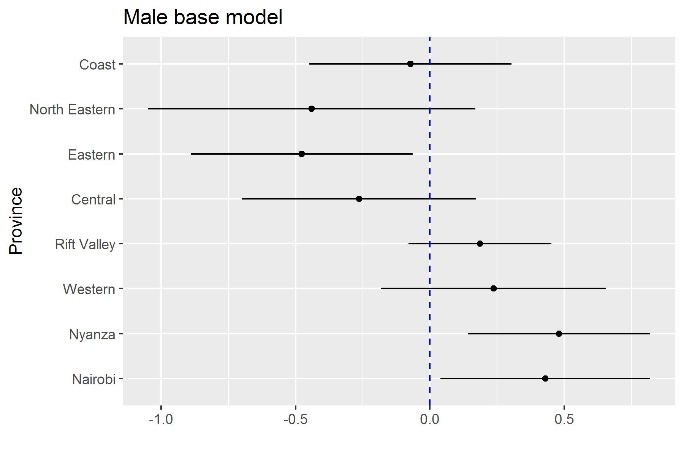 Male base model
Province
Coast
North Eastern
Eastern
Central
Rift Valley
Western
Nyanza
Nairobi
-1.0 -0.5 0.0 0.5